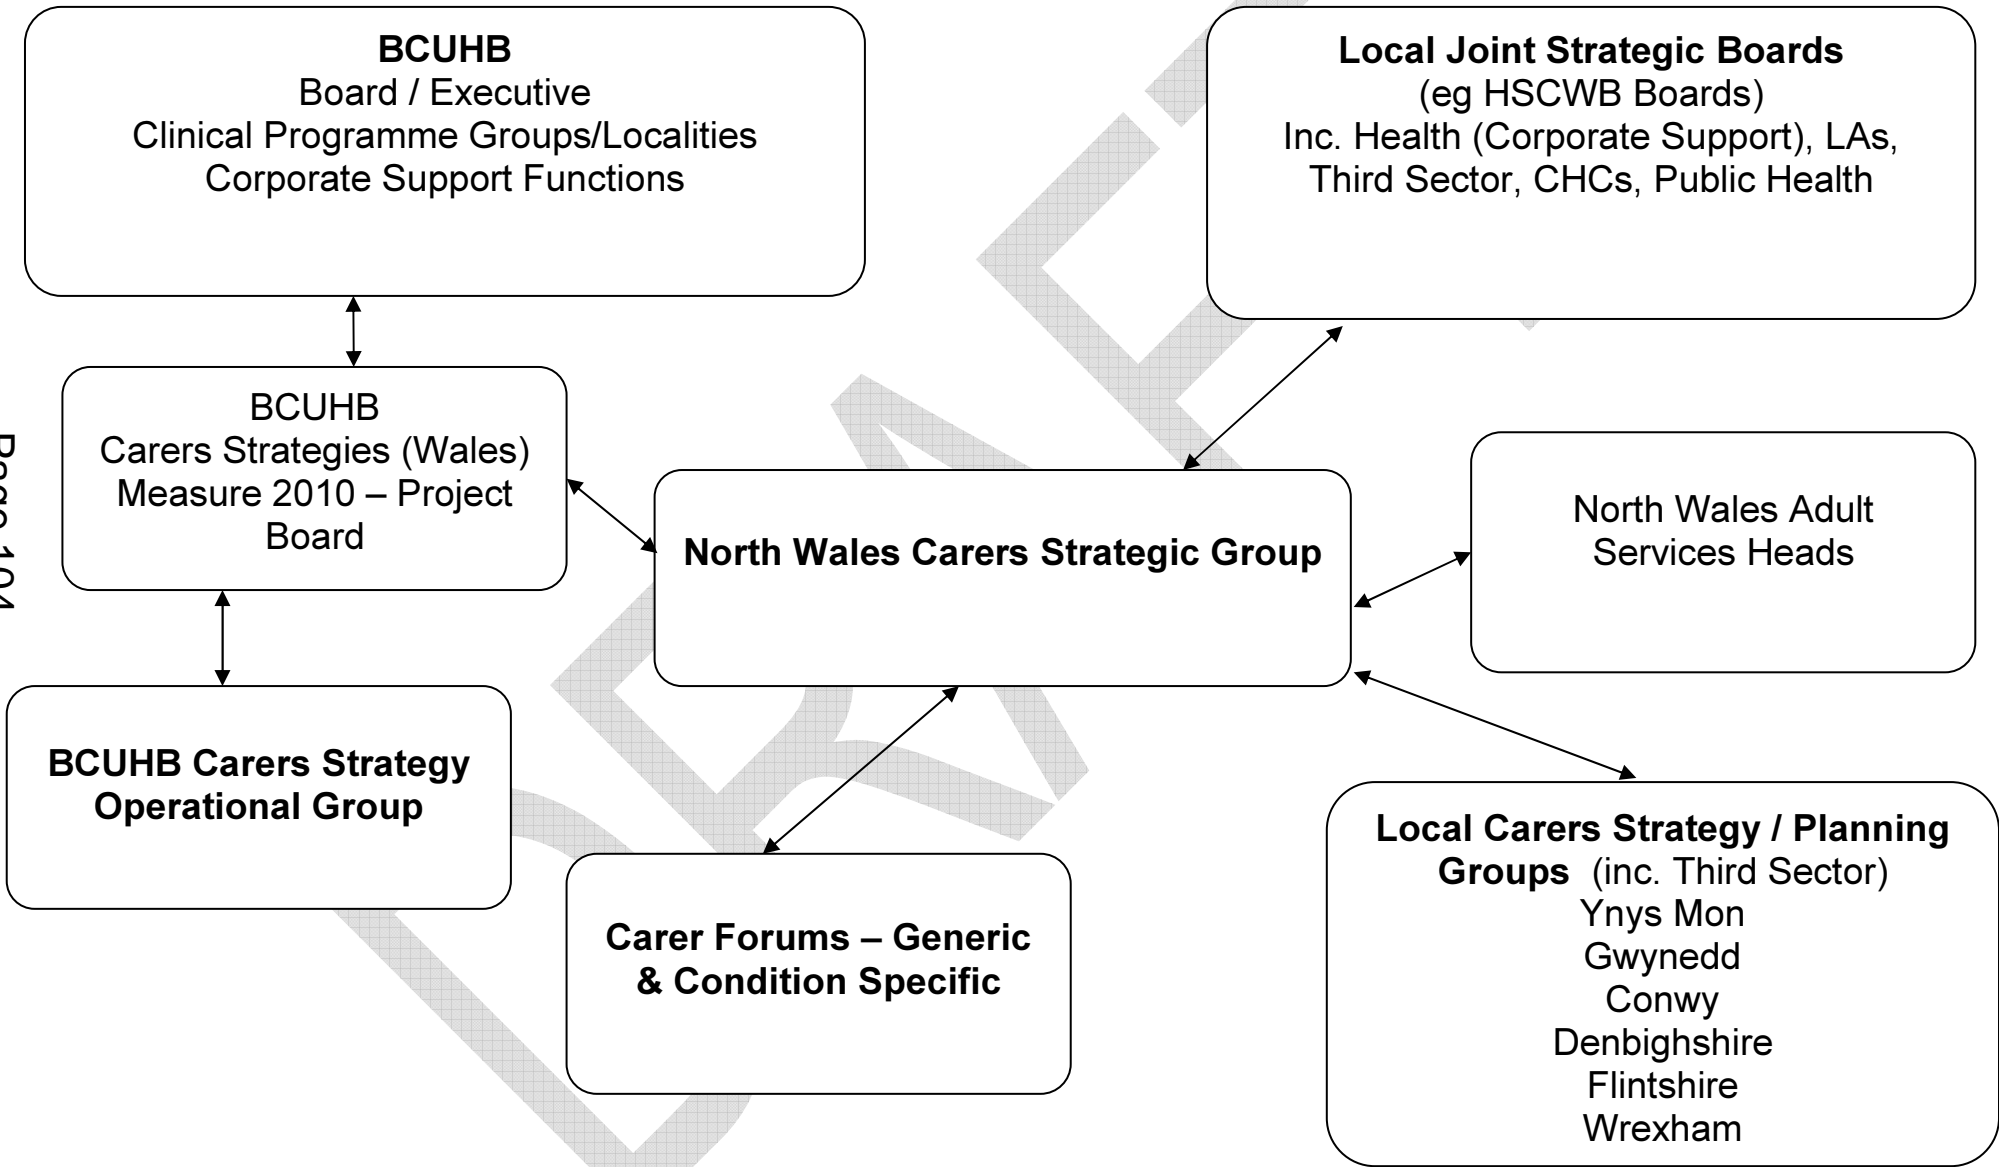 BCUHB
Board / Executive
Clinical Programme Groups/Localities
Corporate Support Functions
Local Joint Strategic Boards
(eg HSCWB Boards)
Inc. Health (Corporate Support), LAs,
Third Sector, CHCs, Public Health
BCUHB
Carers Strategies (Wales)
Measure 2010 – Project
Board
North Wales Carers Strategic Group
North Wales Adult
Services Heads
BCUHB Carers Strategy
Operational Group
Carer Forums – Generic
& Condition Specific
Local Carers Strategy / Planning
Groups (inc. Third Sector)
Ynys Mon
Gwynedd
Conwy
Denbighshire
Flintshire
Wrexham
Page 104
DRAFT